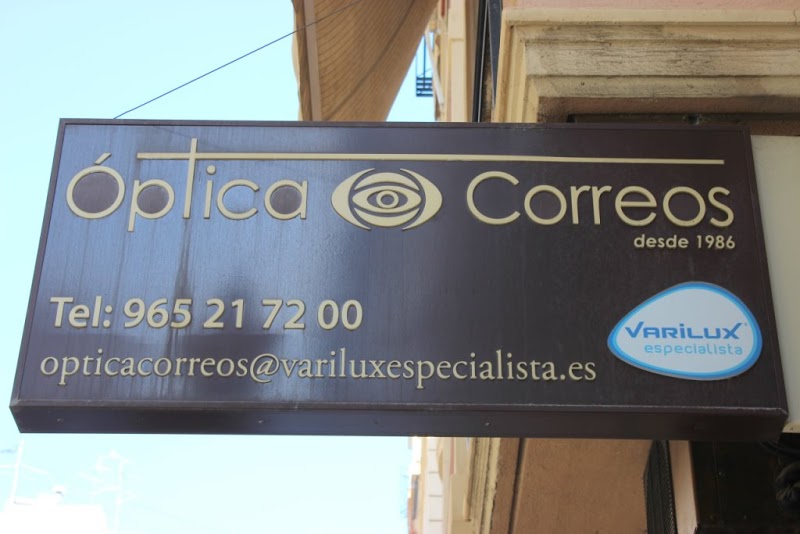 Óptica Correos
desde 1986
Tel: 965 21 72 00
opticacorreos@variluxespecialista.es
VARILUX®
especialista